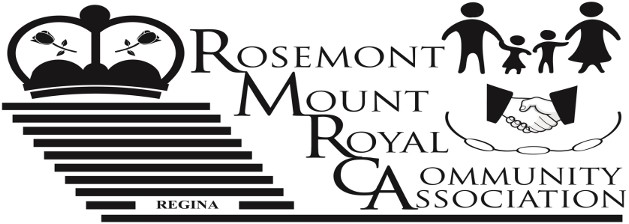 ROSEMONT
MOUNT
ROYAL
COMMUNITY
ASSOCIATION
REGINA